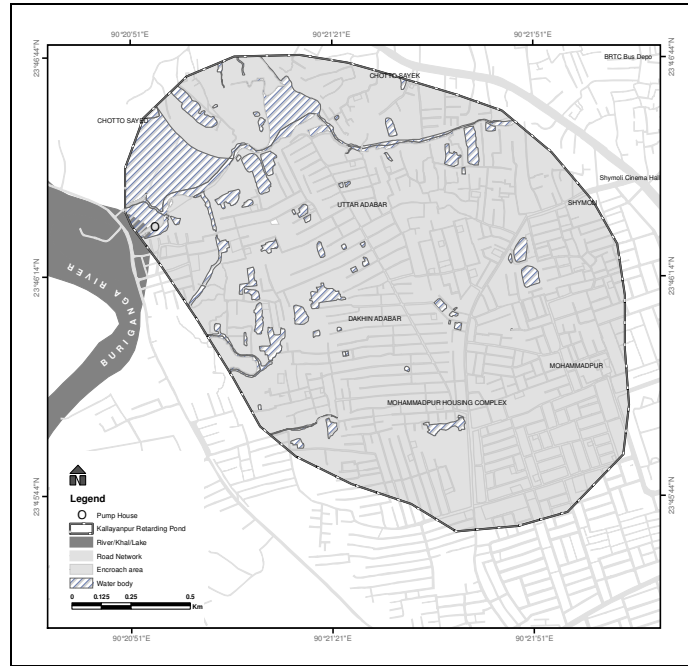 90°20'51"E 90°21'21"E 90°21'51"E
23°46'44"N
23°46'44"N
BRTC Bus Depo
CHOTTO SAYEK
CHOTTO SAYED
Shymoli Cinema Hall
UTTAR ADABAR
SHYMOLI
23°46'14"N
23°46'14"N
BURIGANGA RIVER
DAKHIN ADABAR
MOHAMMADPUR
MOHAMMADPUR HOUSING COMPLEX
23°45'44"N
23°45'44"N
N
Legend
Pump House
Kallayanpur Retarding Pond
River/Khal/Lake
Road Network
Encroach area
Water body
0 0.125 0.25 0.5
Km
90°20'51"E 90°21'21"E 90°21'51"E